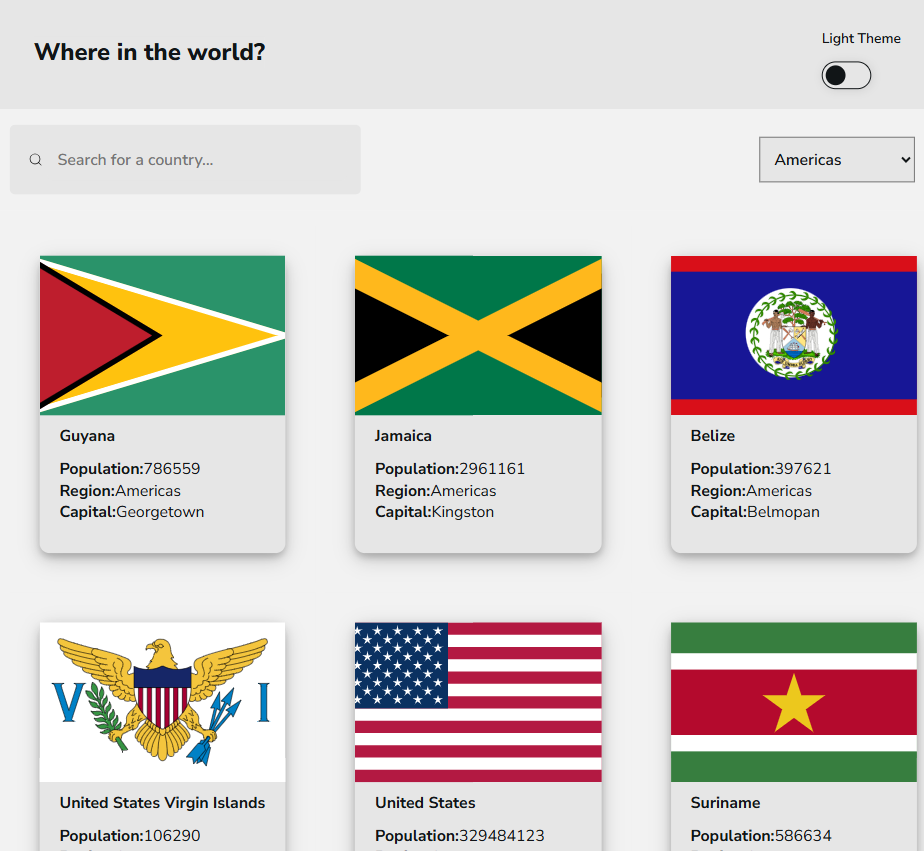 Where in the world?
Light Theme
Search for a country...
Americas
Guyana
Population:786559
Region:Americas
Capital:Georgetown
Jamaica
Population:2961161
Region:Americas
Capital:Kingston
Belize
Population:397621
Region:Americas
Capital:Belmopan
V I
United States Virgin Islands
Population:106290
United States
Population:329484123
Suriname
Population:586634